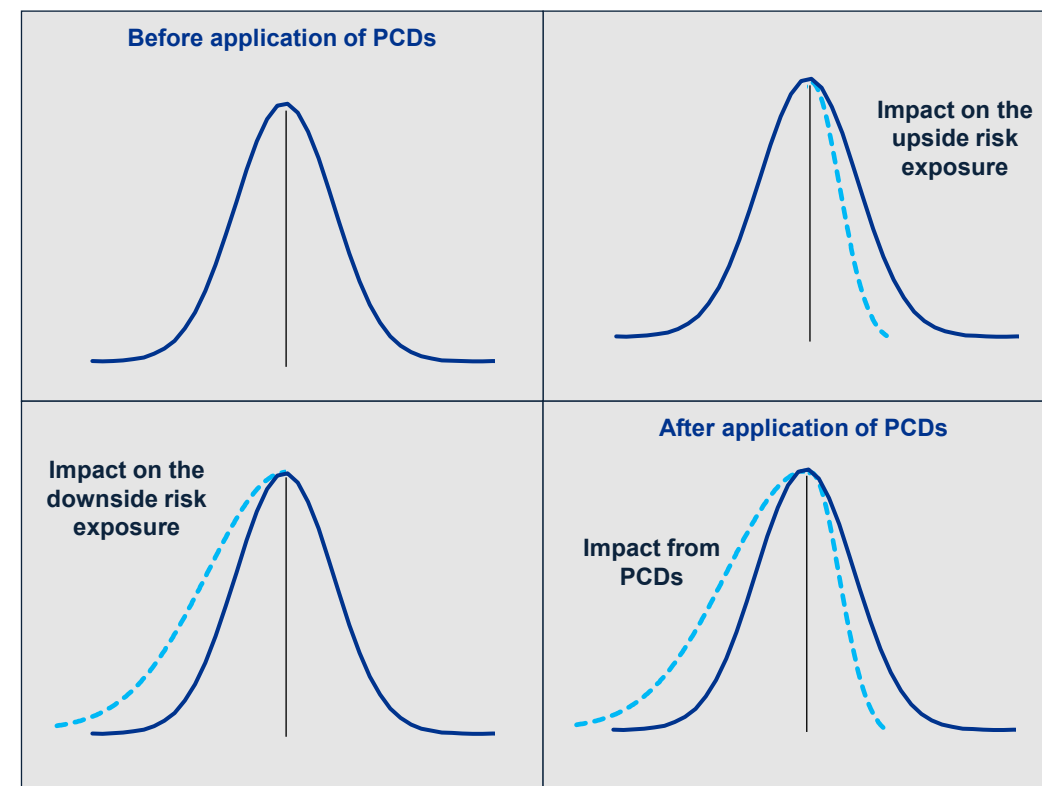 Before application of PCDs
Impact on the
upside risk
exposure
Impact on the
downside risk
exposure
After application of PCDs
Impact from
PCDs